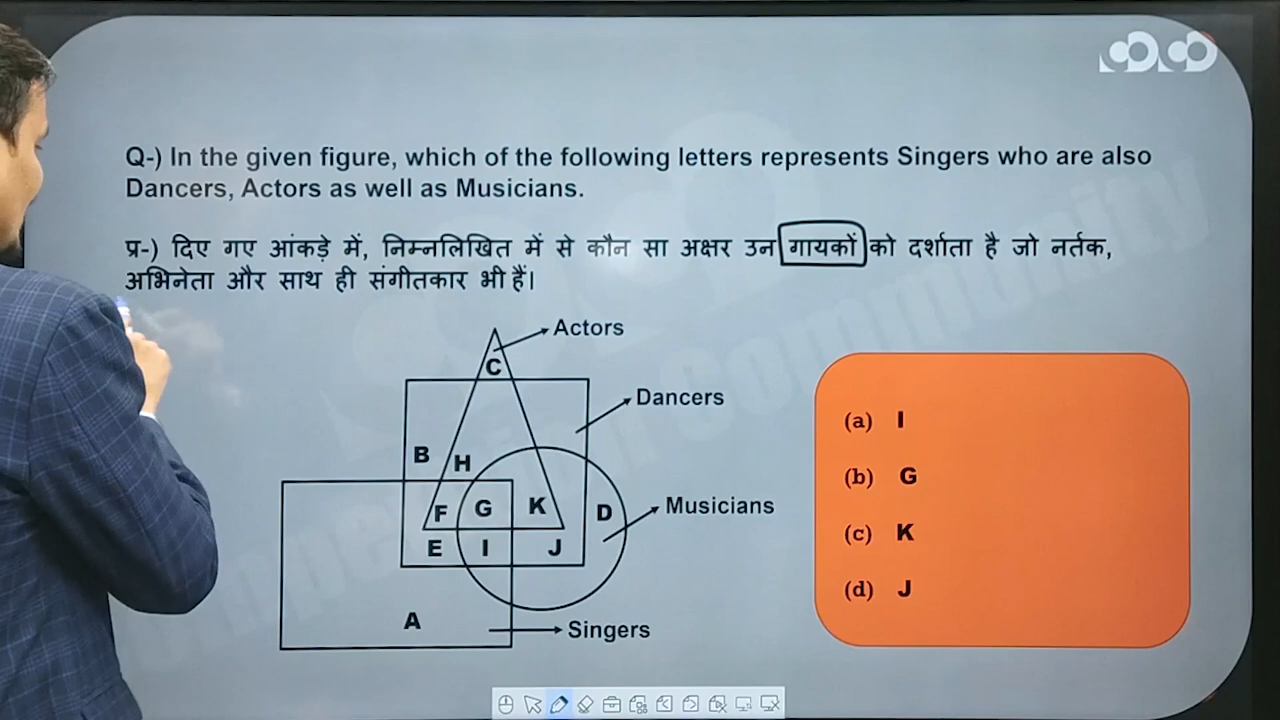 Q-) In the given figure, which of the following letters represents Singers who are also
Dancers, Actors as well as Musicians.
प्र-) दिए गए आंकड़े में, निम्नलिखित में से कौन सा अक्षर उन गायकों को दर्शाता है जो नर्तक,
अभिनेता और साथ ही संगीतकार भी हैं।
Actors
C
Dancers
B
H
F
G
K
D
Musicians
E
I
J
A
Singers
(a) I
(b) G
(c) K
(d) J